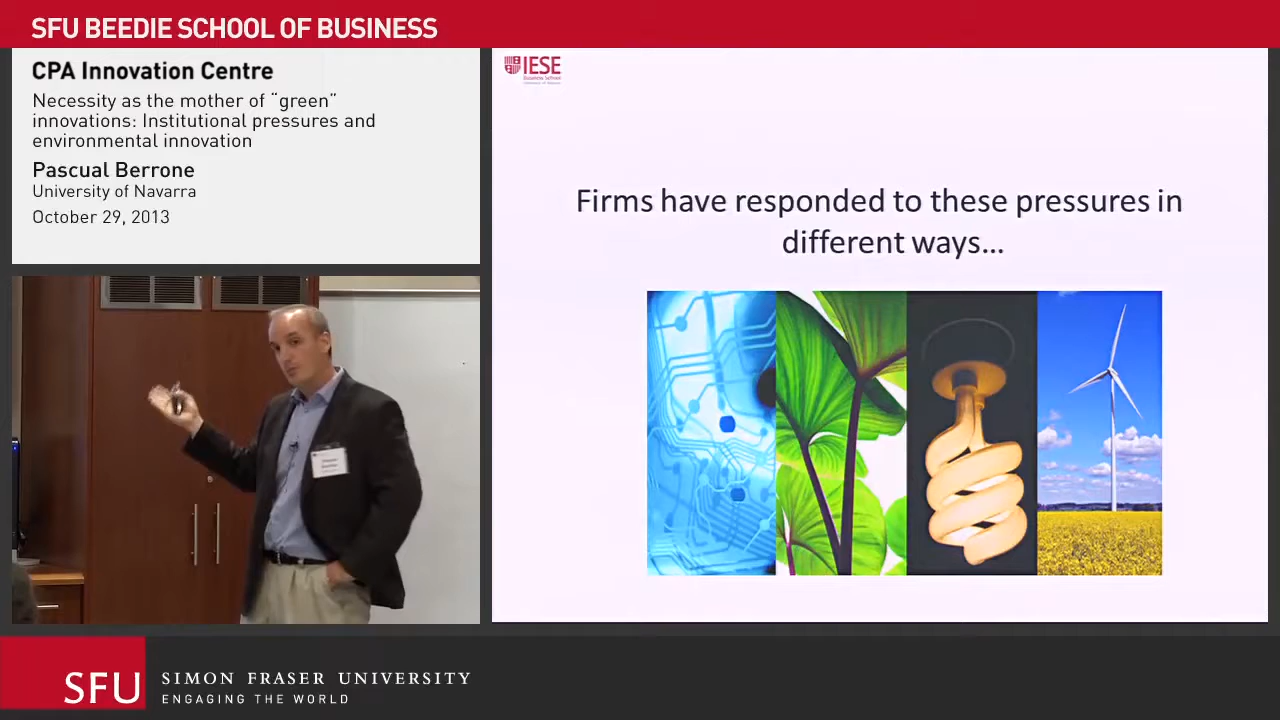 SFU BEEDIE SCHOOL OF BUSINESS
CPA Innovation Centre
Necessity as the mother of “green”
innovations: Institutional pressures and
environmental innovation
Pascual Berrone
University of Navarra
October 29, 2013
IESE
Business School
Firms have responded to these pressures in
different ways...
SFU
SIMON FRASER UNIVERSITY
ENGAGING THE WORLD